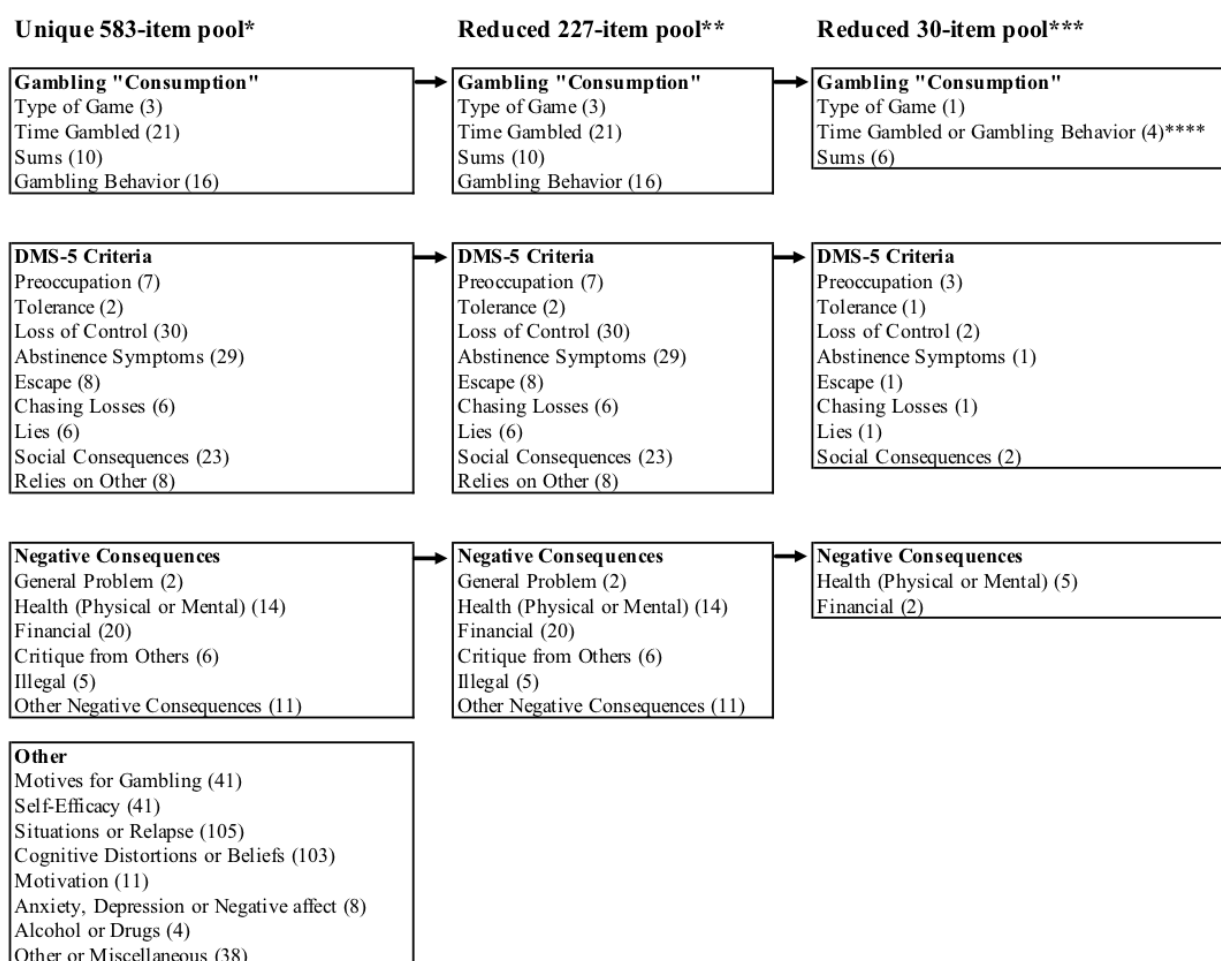 Unique 583-item pool*
Gambling "Consumption"
Type of Game (3)
Time Gambled (21)
Sums (10)
Gambling Behavior (16)
DMS-5 Criteria
Preoccupation (7)
Tolerance (2)
Loss of Control (30)
Abstinence Symptoms (29)
Escape (8)
Chasing Losses (6)
Lies (6)
Social Consequences (23)
Relies on Other (8)
Negative Consequences
General Problem (2)
Health (Physical or Mental) (14)
Financial (20)
Critique from Others (6)
Illegal (5)
Other Negative Consequences (11)
Other
Motives for Gambling (41)
Self-Efficacy (41)
Situations or Relapse (105)
Cognitive Distortions or Beliefs (103)
Motivation (11)
Anxiety, Depression or Negative affect (8)
Alcohol or Drugs (4)
Other or Miscellaneous (38)
Reduced 227-item pool**
Gambling "Consumption"
Type of Game (3)
Time Gambled (21)
Sums (10)
Gambling Behavior (16)
DMS-5 Criteria
Preoccupation (7)
Tolerance (2)
Loss of Control (30)
Abstinence Symptoms (29)
Escape (8)
Chasing Losses (6)
Lies (6)
Social Consequences (23)
Relies on Other (8)
Negative Consequences
General Problem (2)
Health (Physical or Mental) (14)
Financial (20)
Critique from Others (6)
Illegal (5)
Other Negative Consequences (11)
Reduced 30-item pool***
Gambling "Consumption"
Type of Game (1)
Time Gambled or Gambling Behavior (4)****
Sums (6)
DMS-5 Criteria
Preoccupation (3)
Tolerance (1)
Loss of Control (2)
Abstinence Symptoms (1)
Escape (1)
Chasing Losses (1)
Lies (1)
Social Consequences (2)
Negative Consequences
Health (Physical or Mental) (5)
Financial (2)